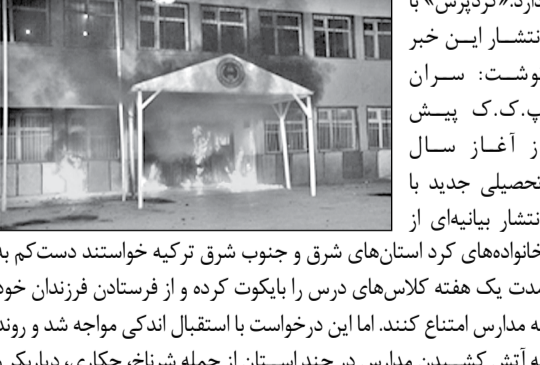 دارد.«کردپرس» با
انتشار این خبر
نوشت: سران
پ.ک.ک پیش
از آغاز سال
تحصیلی جدید با
انتشار بیانیه‌ای از
خانواده‌های کرد استان‌های شرق و جنوب شرق ترکیه خواستند دست‌کم به
مدت یک هفته کلاس‌های درس را بایکوت کرده و از فرستادن فرزندان خود
به مدارس امتناع کنند. اما این درخواست با استقبال اندکی مواجه شد و روند
به آتش کشیدن مدارس در چند استان از جمله شرناخ، حکاری، دیاربکر و